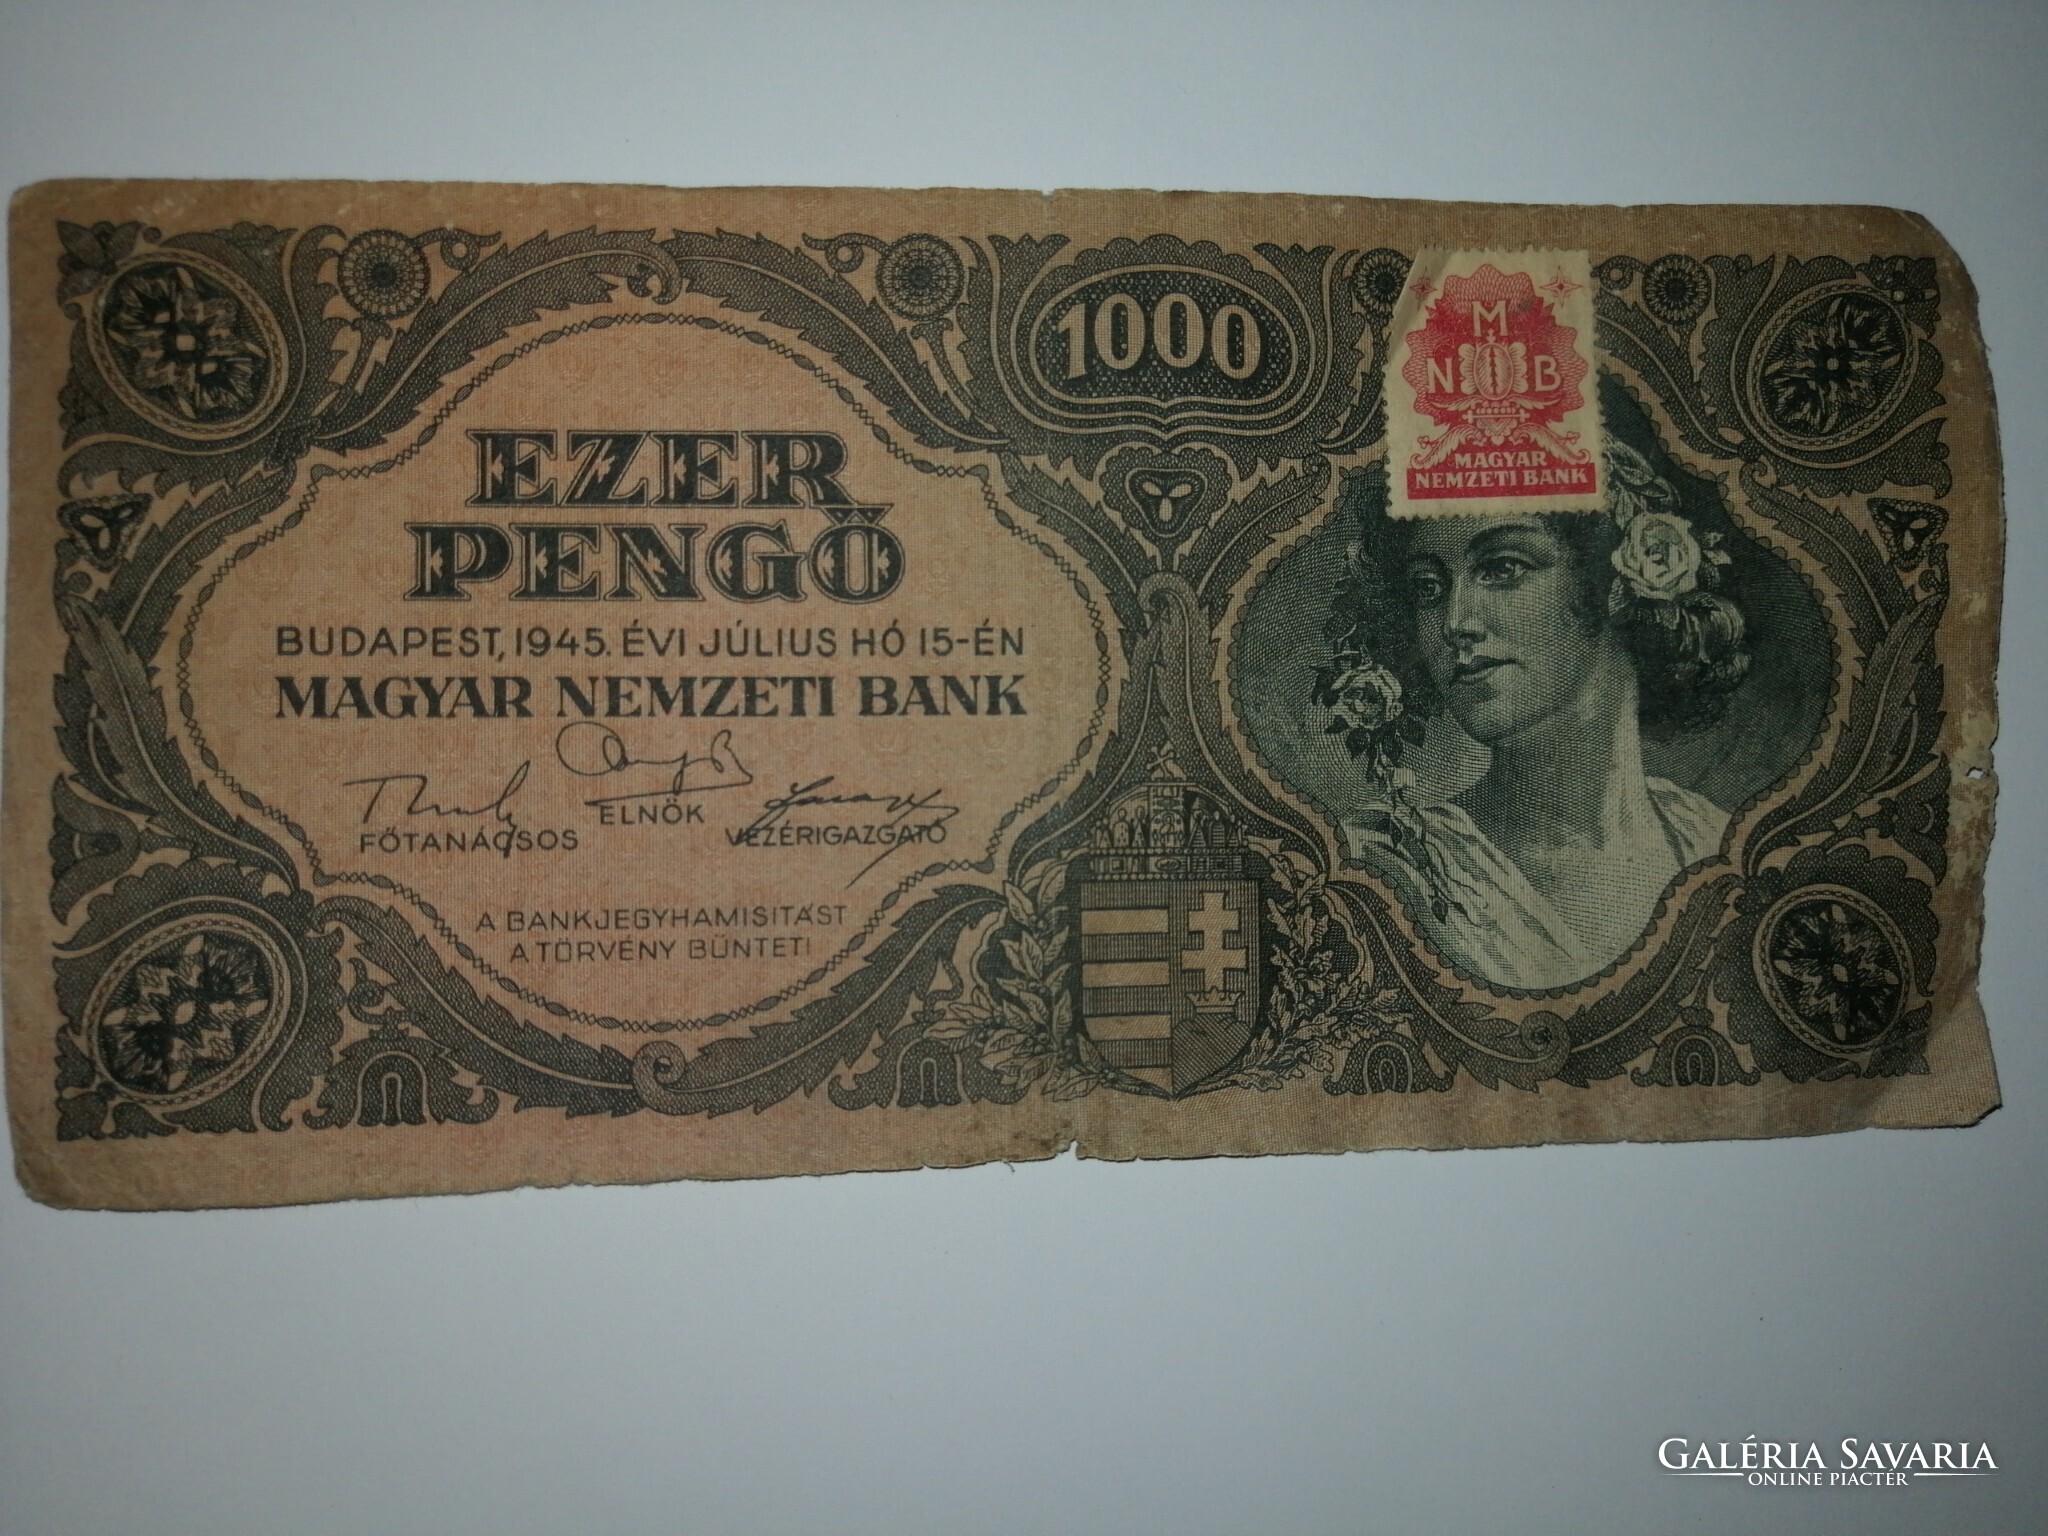 1000
M
N B
MAGYAR
NEMZETI BANK
EZER
PENGŐ
BUDAPEST, 1945. ÉVI JÚLIUS HÓ 15-ÉN
MAGYAR NEMZETI BANK
FŐTANÁCSOS
ELNÖK
VEZÉRIGAZGATÓ
A BANKJEGYHAMISITÁST
A TÖRVÉNY BÜNTETI
GALÉRIA SAVARIA
ONLINE PIACTÉR